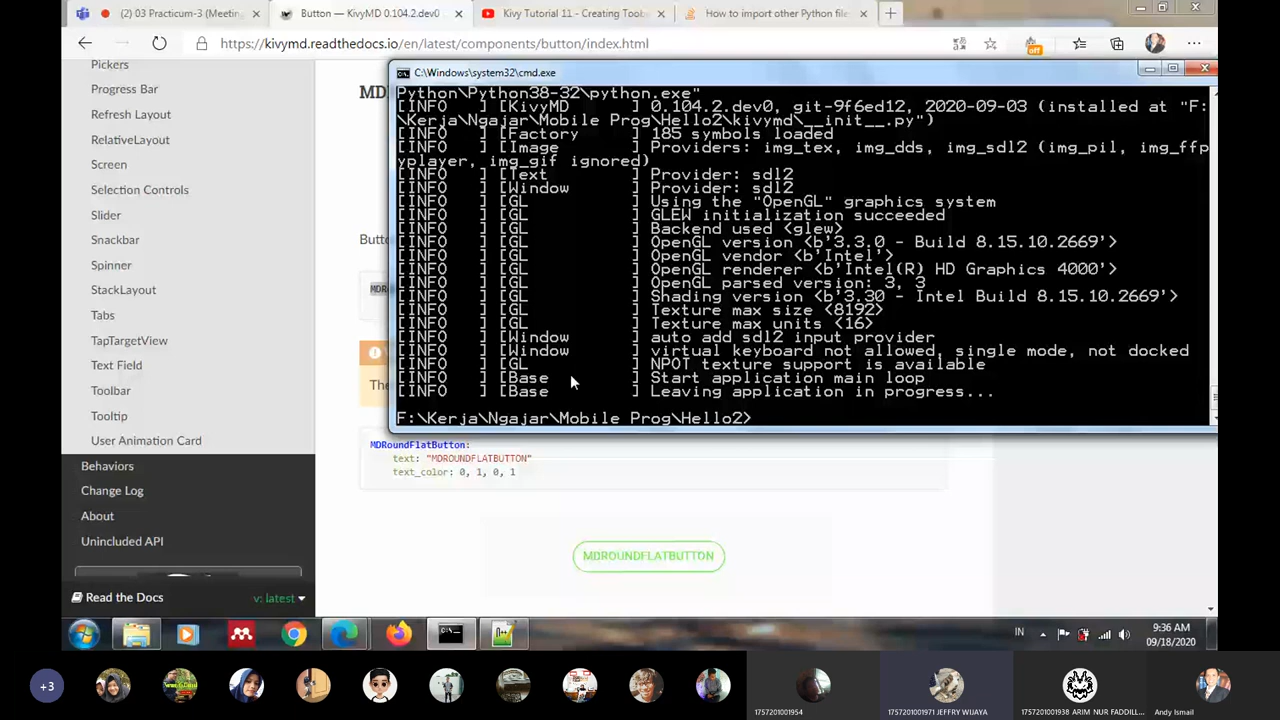 (2) 03 Practicum-3 (Meeting
Button — KivyMD 0.104.2.dev0
Kivy Tutorial 11 - Creating Toolb
How to import other Python file
https://kivymd.readthedocs.io/en/latest/components/button/index.html
off
Pickers
Progress Bar
Refresh Layout
RelativeLayout
Screen
Selection Controls
Slider
Snackbar
Spinner
StackLayout
Tabs
TapTargetView
Text Field
Toolbar
Tooltip
User Animation Card
Behaviors
Change Log
About
Unincluded API
Read the Docs
v: latest
MD
Button
MDR
The
C:\Windows\system32\cmd.exe
Python\Python38-32\python.exe"
[INFO   ] [KivyMD      ] 0.104.2.dev0, git-9f6ed12, 2020-09-03 (installed at "F:
\Kerja\Ngajar\Mobile Prog\Hello2\kivymd\__init__.py")
[INFO   ] [Factory     ] 185 symbols loaded
[INFO   ] [Image       ] Providers: img_tex, img_dds, img_sdl2 (img_pil, img_ffp
yplayer, img_gif ignored)
[INFO   ] [Text        ] Provider: sdl2
[INFO   ] [Window      ] Provider: sdl2
[INFO   ] [GL          ] Using the "OpenGL" graphics system
[INFO   ] [GL          ] GLEW initialization succeeded
[INFO   ] [GL          ] Backend used <glew>
[INFO   ] [GL          ] OpenGL version <b'3.3.0 - Build 8.15.10.2669'>
[INFO   ] [GL          ] OpenGL vendor <b'Intel'>
[INFO   ] [GL          ] OpenGL renderer <b'Intel(R) HD Graphics 4000'>
[INFO   ] [GL          ] OpenGL parsed version: 3, 3
[INFO   ] [GL          ] Shading version <b'3.30 - Intel Build 8.15.10.2669'>
[INFO   ] [GL          ] Texture max size <8192>
[INFO   ] [GL          ] Texture max units <16>
[INFO   ] [Window      ] auto add sdl2 input provider
[INFO   ] [Window      ] virtual keyboard not allowed, single mode, not docked
[INFO   ] [GL          ] NPOT texture support is available
[INFO   ] [Base        ] Start application main loop
[INFO   ] [Base        ] Leaving application in progress...
F:\Kerja\Ngajar\Mobile Prog\Hello2>
MDRoundFlatButton:
text: "MDROUNDFLATBUTTON"
text_color: 0, 1, 0, 1
MDROUNDFLATBUTTON
IN
9:36 AM
09/18/2020
+3
1757201001954
1757201001971 JEFFRY WIJAYA
1757201001938 ARIM NUR FADDILL...
Andy Ismail